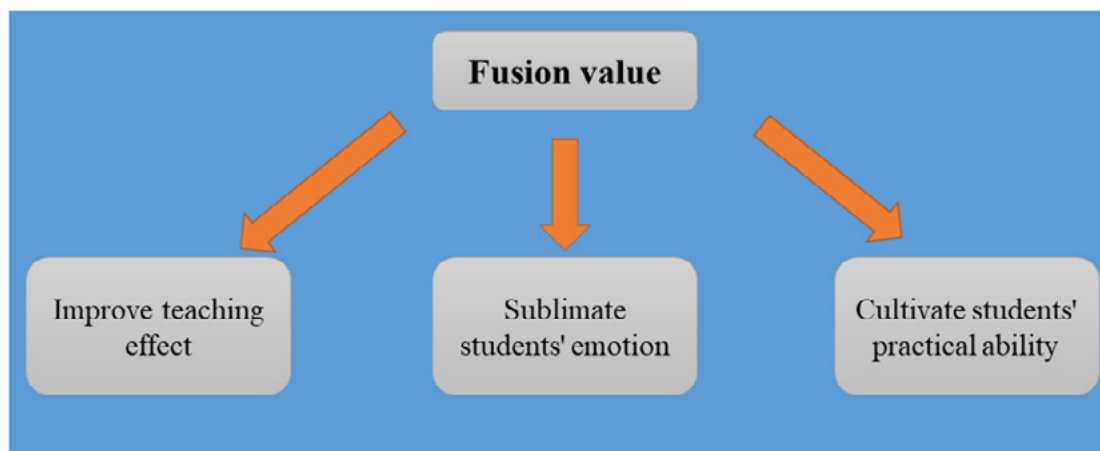 Fusion value
Improve teaching
effect
Sublimate
students' emotion
Cultivate students'
practical ability